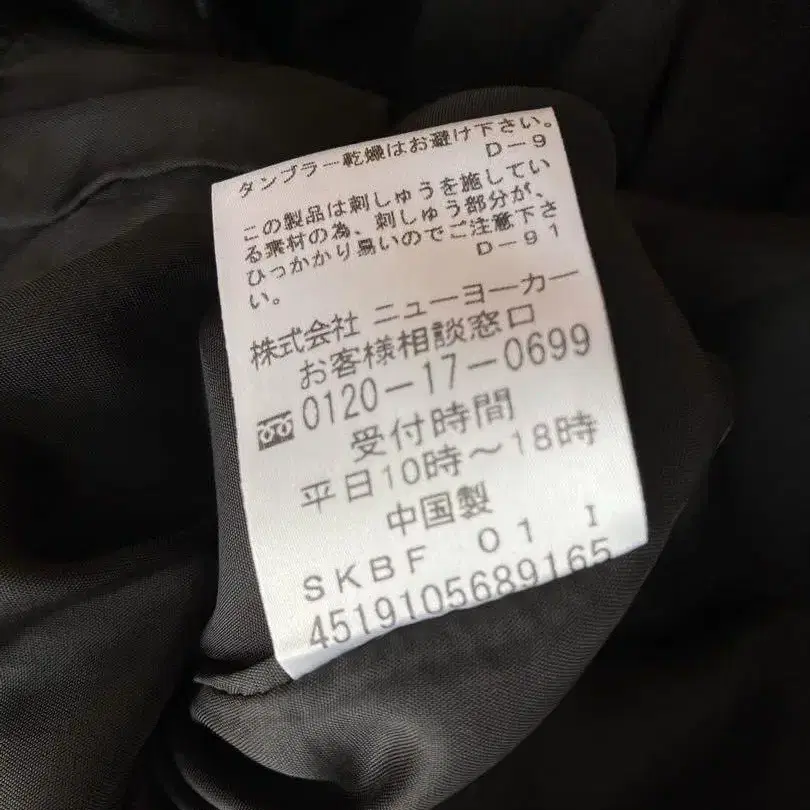 タンブラー乾燥はお避け下さい。
D-9
この製品は刺しゅうを施してい
る素材の為、刺しゅう部分が、
ひっかかり易いのでご注意下さ
い。
D-91
株式会社 ニューヨーカー
お客様相談窓口
0120-17-0699
受付時間
平日10時~18時
中国製
SKBF 01 I
4519105689165